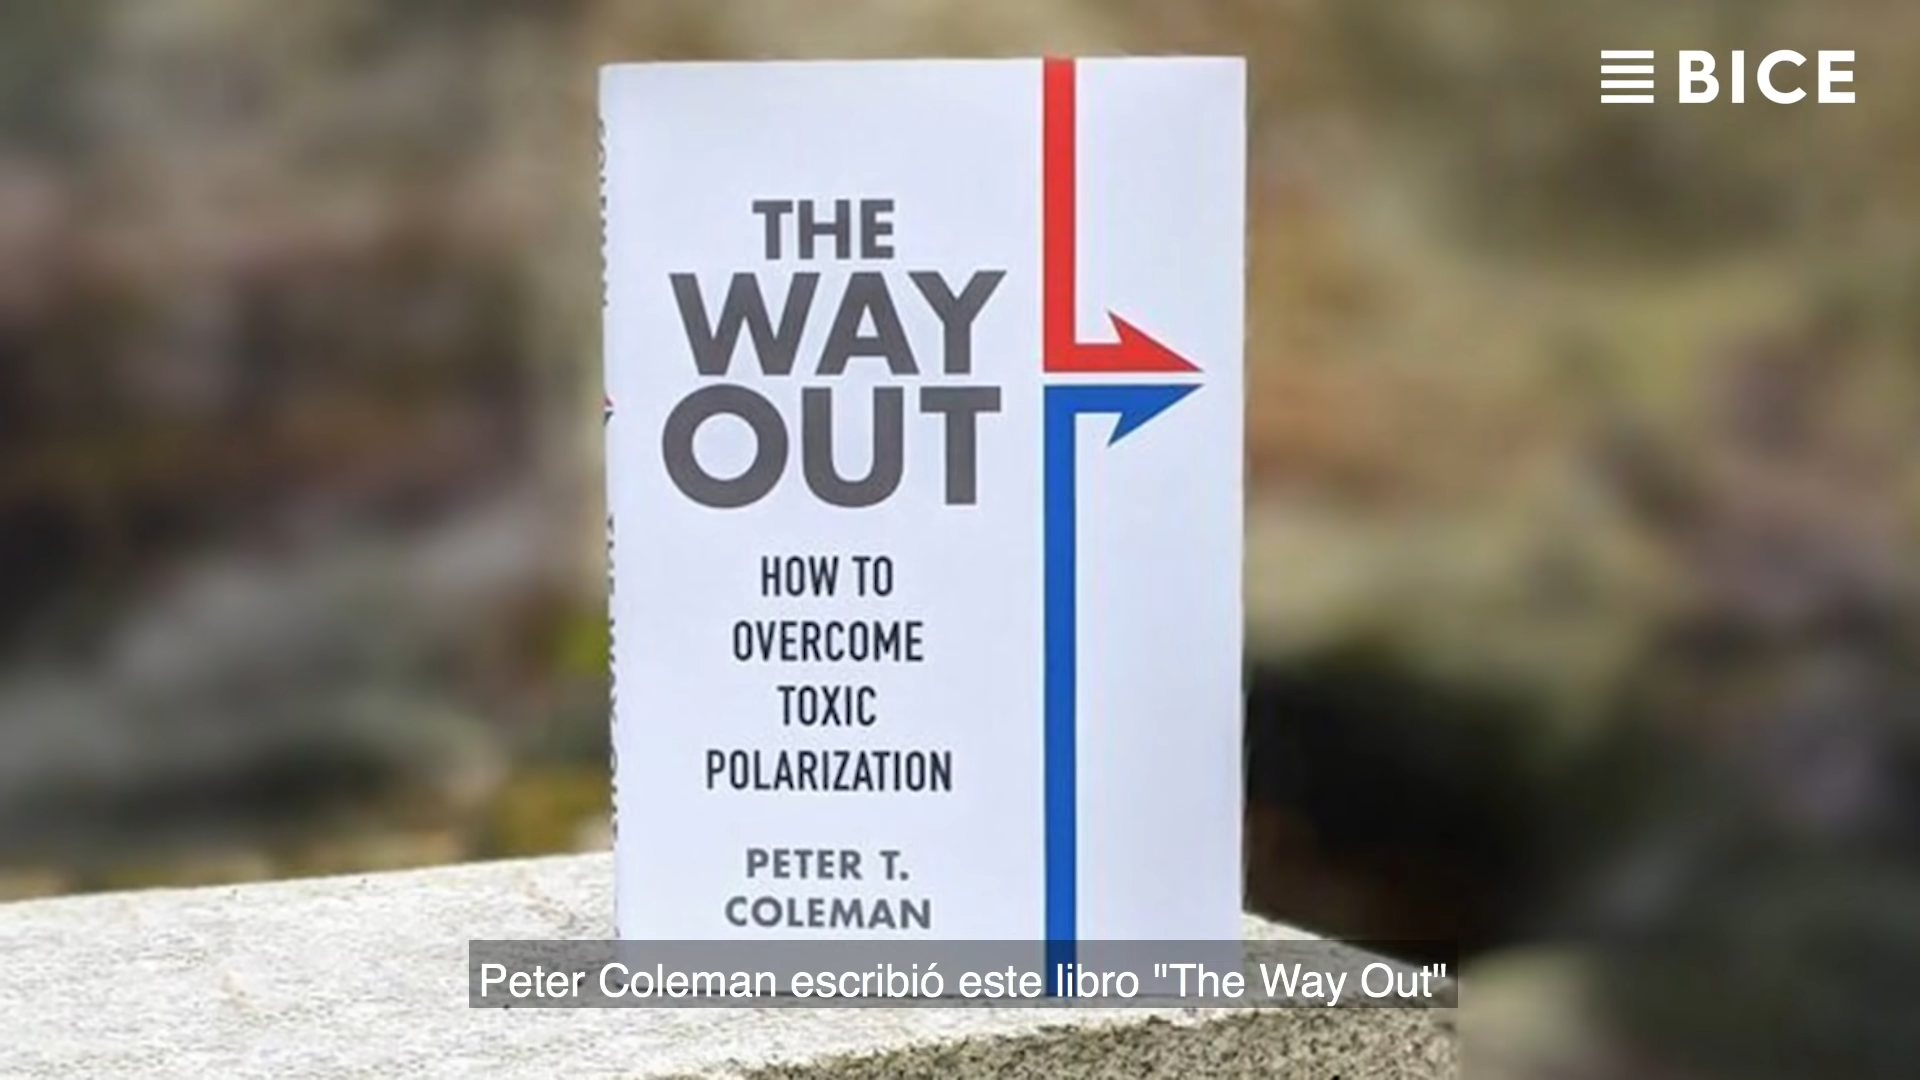 BICE
THE
WAY
OUT
HOW TO
OVERCOME
TOXIC
POLARIZATION
PETER T.
COLEMAN
Peter Coleman escribió este libro "The Way Out"